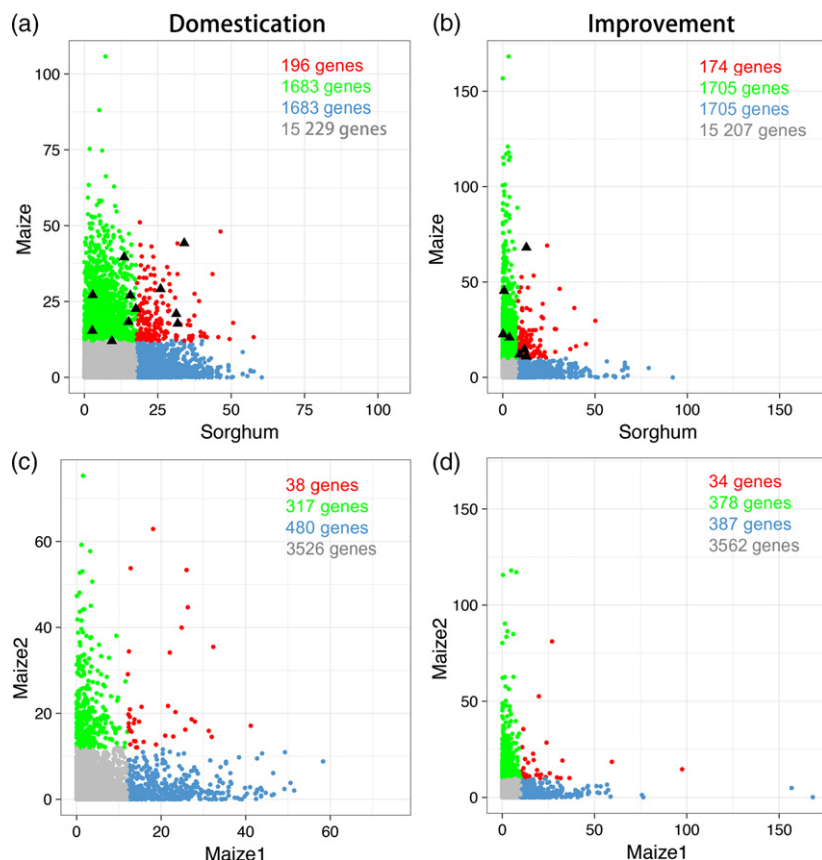 (a) Domestication
196 genes
1683 genes
1683 genes
15 229 genes
100
75
50
25
0
Maize
0 25 50 75 100
Sorghum
(b) Improvement
174 genes
1705 genes
1705 genes
15 207 genes
150
100
50
0
Maize
0 50 100 150
Sorghum
(c)
38 genes
317 genes
480 genes
3526 genes
60
40
20
0
Maize2
0 20 40 60
Maize1
(d)
34 genes
378 genes
387 genes
3562 genes
150
100
50
0
Maize2
0 50 100 150
Maize1